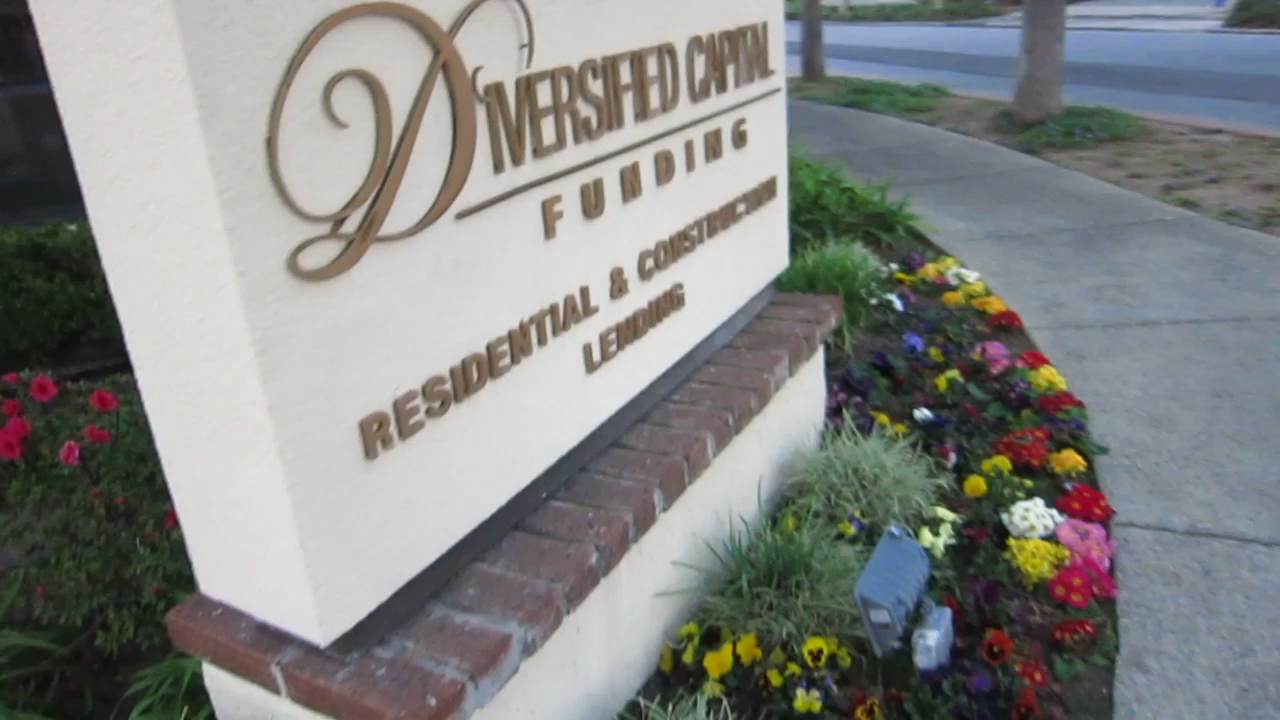 DIVERSIFIED CAPITAL
FUNDING
RESIDENTIAL & CONSTRUCTION
LENDING